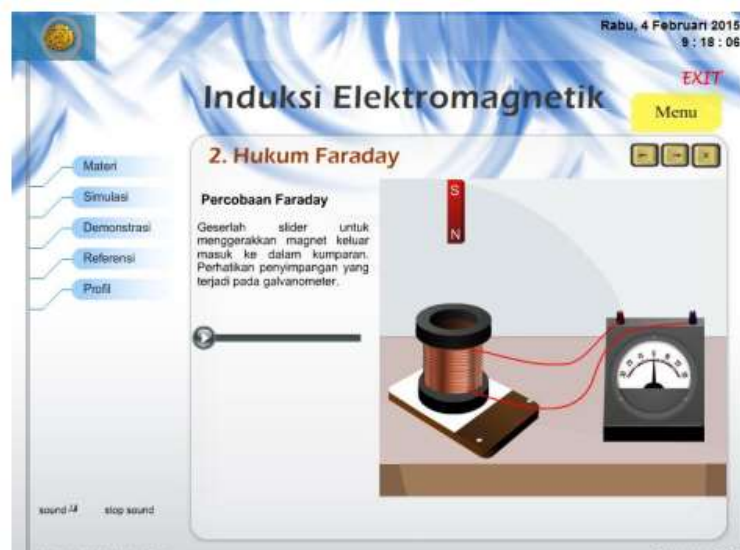 Rabu, 4 Februari 2015
9 : 18 : 06
EXIT
Induksi Elektromagnetik
Menu
2. Hukum Faraday
Materi
Simulasi
Demonstrasi
Referensi
Profil
Percobaan Faraday
Geserlah slider untuk
menggerakkan magnet keluar
masuk ke dalam kumparan.
Perhatikan penyimpangan yang
terjadi pada galvanometer.
S
N
sound
stop sound